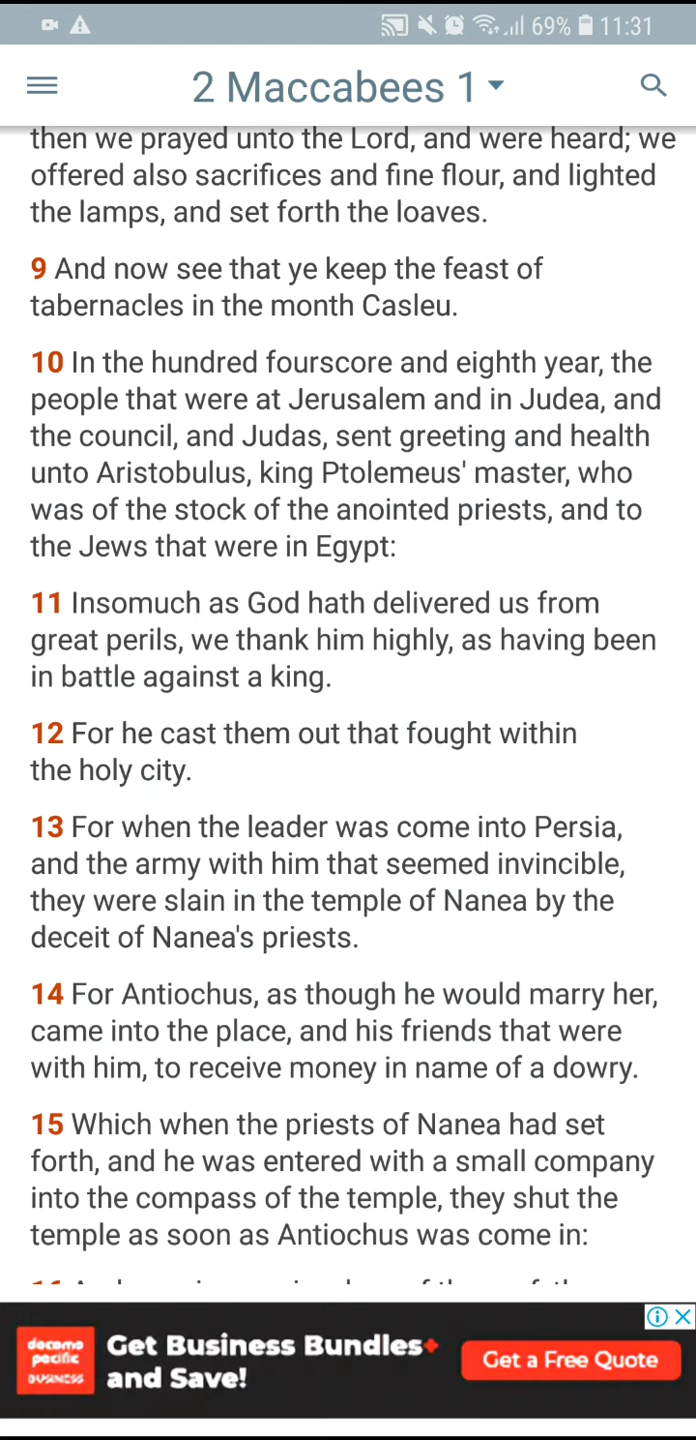 69% 11:31
2 Maccabees 1
then we prayed unto the Lord, and were heard; we
offered also sacrifices and fine flour, and lighted
the lamps, and set forth the loaves.
9 And now see that ye keep the feast of
tabernacles in the month Casleu.
10 In the hundred fourscore and eighth year, the
people that were at Jerusalem and in Judea, and
the council, and Judas, sent greeting and health
unto Aristobulus, king Ptolemeus' master, who
was of the stock of the anointed priests, and to
the Jews that were in Egypt:
11 Insomuch as God hath delivered us from
great perils, we thank him highly, as having been
in battle against a king.
12 For he cast them out that fought within
the holy city.
13 For when the leader was come into Persia,
and the army with him that seemed invincible,
they were slain in the temple of Nanea by the
deceit of Nanea's priests.
14 For Antiochus, as though he would marry her,
came into the place, and his friends that were
with him, to receive money in name of a dowry.
15 Which when the priests of Nanea had set
forth, and he was entered with a small company
into the compass of the temple, they shut the
temple as soon as Antiochus was come in:
docomo
pacific
BUSINESS
Get Business Bundles+
and Save!
Get a Free Quote